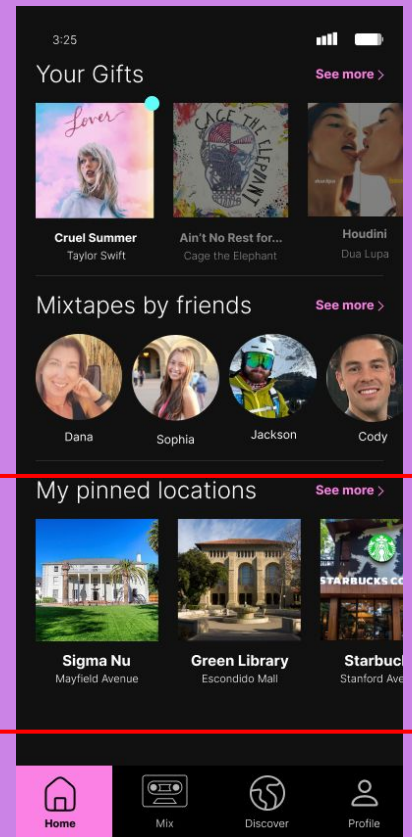 3:25
Your Gifts
See more >
Lover
CAGE THE ELEPHANT
Cruel Summer
Taylor Swift
Ain't No Rest for...
Cage the Elephant
Houdini
Dua Lupa
Mixtapes by friends
See more >
Dana
Sophia
Jackson
Cody
My pinned locations
See more >
STARBUCKS CO
Sigma Nu
Mayfield Avenue
Green Library
Escondido Mall
Starbuc
Stanford Ave
Home
Mix
Discover
Profile